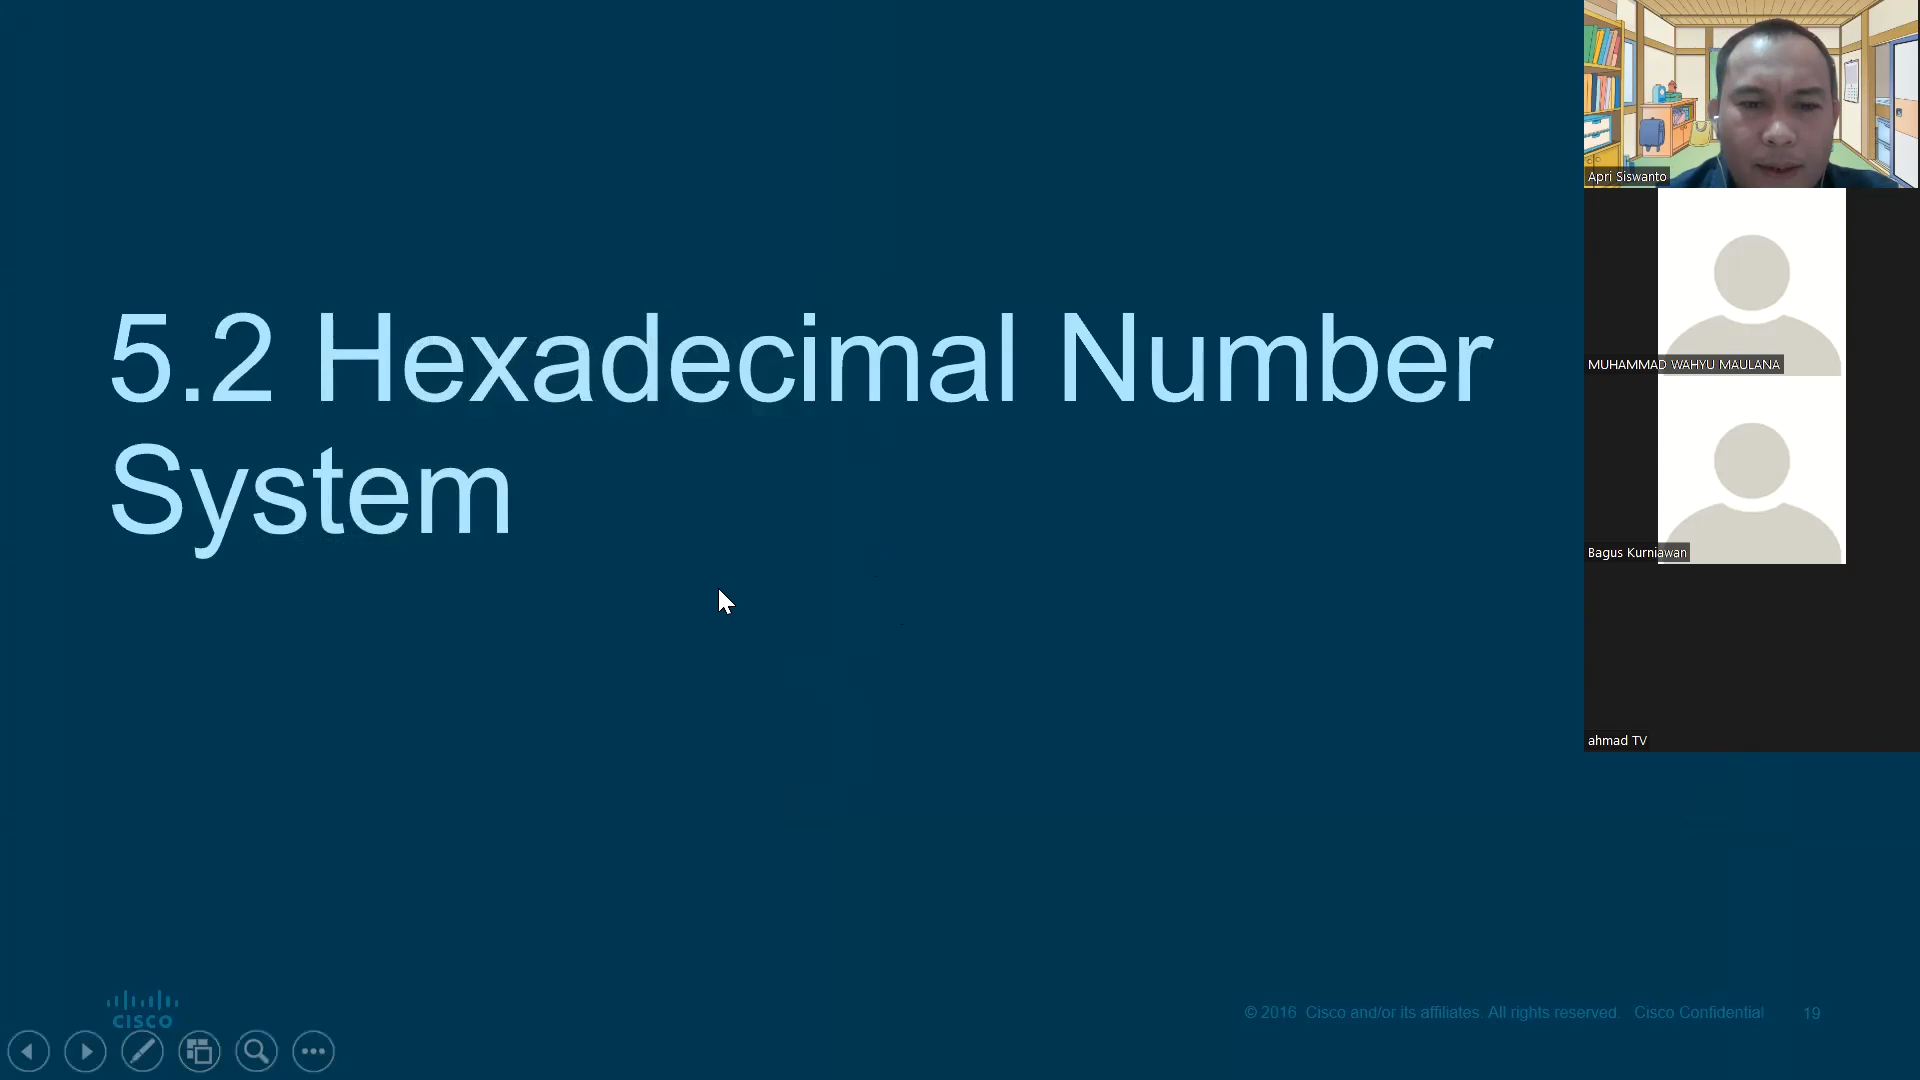 5.2 Hexadecimal Number
System
Apri Siswanto
MUHAMMAD WAHYU MAULANA
Bagus Kurniawan
ahmad TV
CISCO
© 2016 Cisco and/or its affiliates. All rights reserved. Cisco Confidential 19